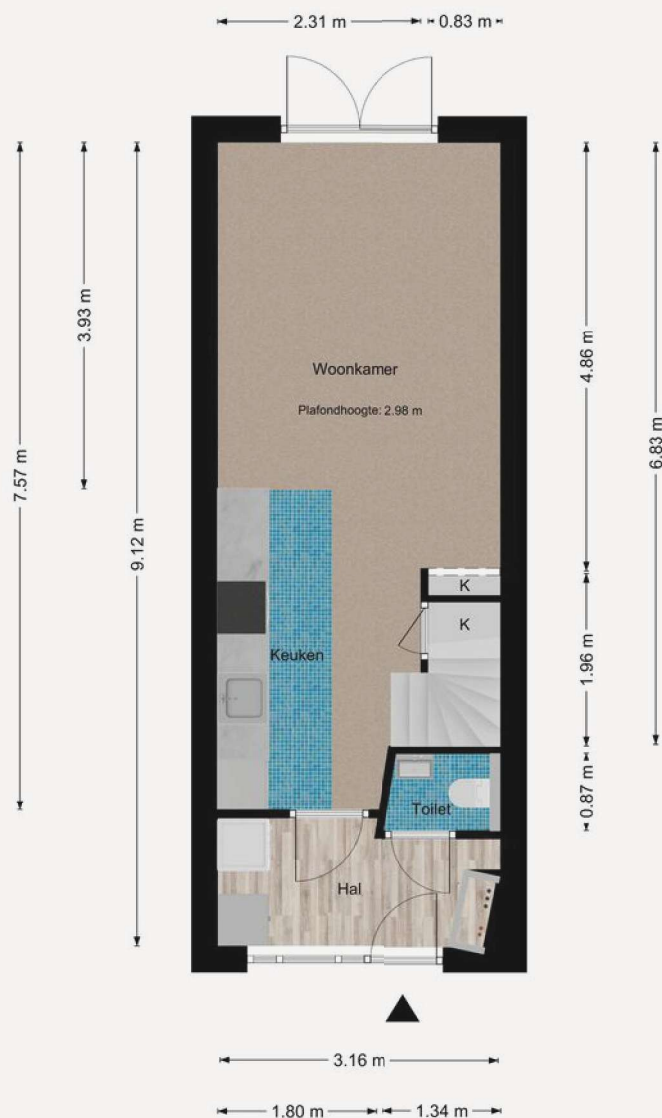 2.31 m
0.83 m
3.93 m
7.57 m
9.12 m
4.86 m
6.83 m
Woonkamer
Plafondhoogte: 2.98 m
K
K
1.96 m
Keuken
0.87 m
Toilet
Hal
3.16 m
1.80 m
1.34 m